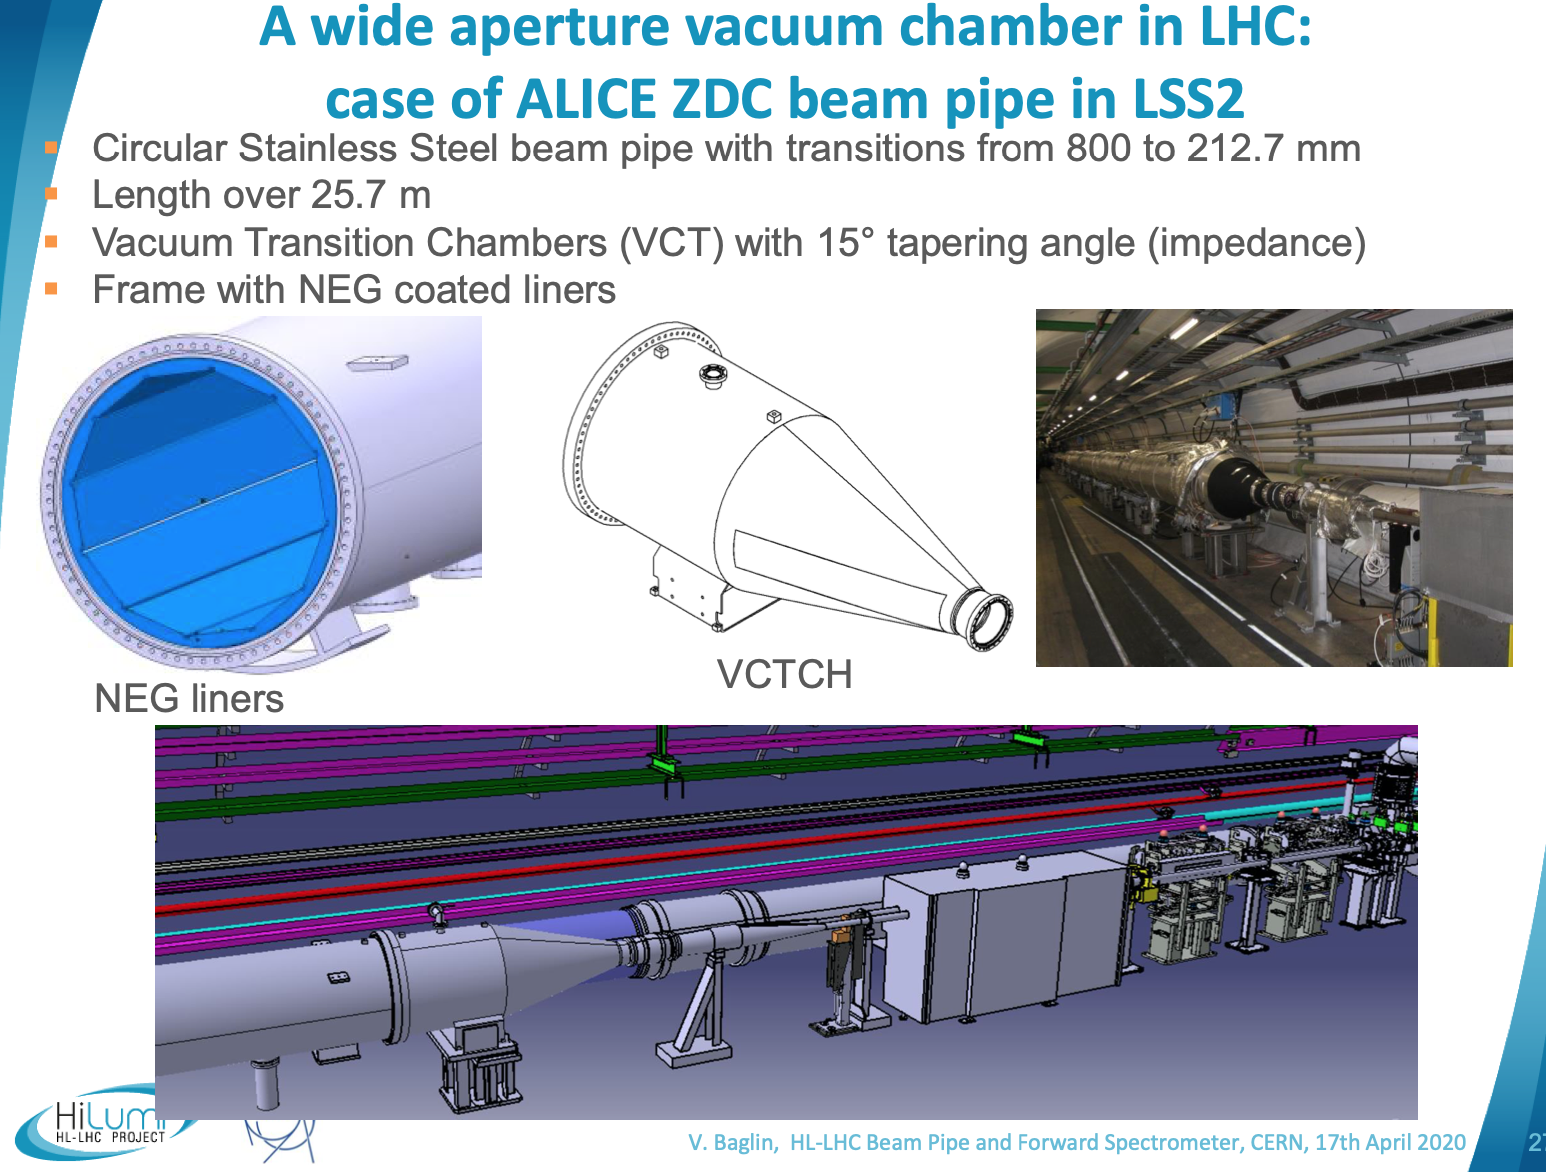 A wide aperture vacuum chamber in LHC:
case of ALICE ZDC beam pipe in LSS2
Circular Stainless Steel beam pipe with transitions from 800 to 212.7 mm
Length over 25.7 m
Vacuum Transition Chambers (VCT) with 15° tapering angle (impedance)
Frame with NEG coated liners
VCTCH
NEG liners
HL-LHC PROJECT
V. Baglin, HL-LHC Beam Pipe and Forward Spectrometer, CERN, 17th April 2020